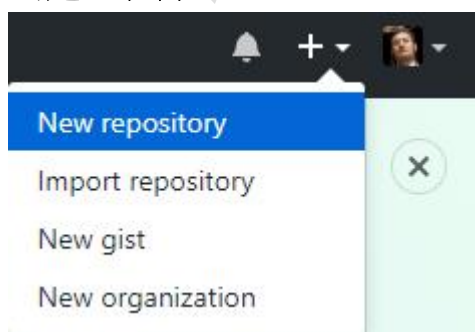 New repository
Import repository
New gist
New organization